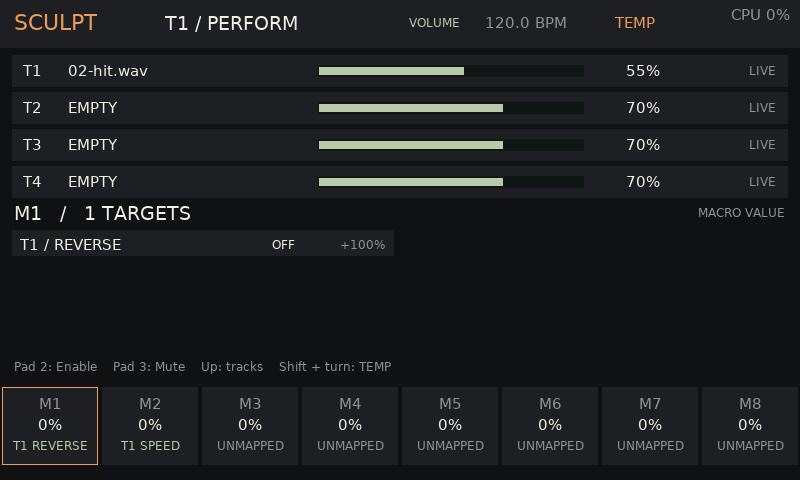 SCULPT T1 / PERFORM VOLUME 120.0 BPM TEMP CPU 0%
T1 02-hit.wav 55% LIVE
T2 EMPTY 70% LIVE
T3 EMPTY 70% LIVE
T4 EMPTY 70% LIVE
M1 / 1 TARGETS MACRO VALUE
T1 / REVERSE OFF +100%
Pad 2: Enable Pad 3: Mute Up: tracks Shift + turn: TEMP
M1 M2 M3 M4 M5 M6 M7 M8
0% 0% 0% 0% 0% 0% 0% 0%
T1 REVERSE T1 SPEED UNMAPPED UNMAPPED UNMAPPED UNMAPPED UNMAPPED UNMAPPED